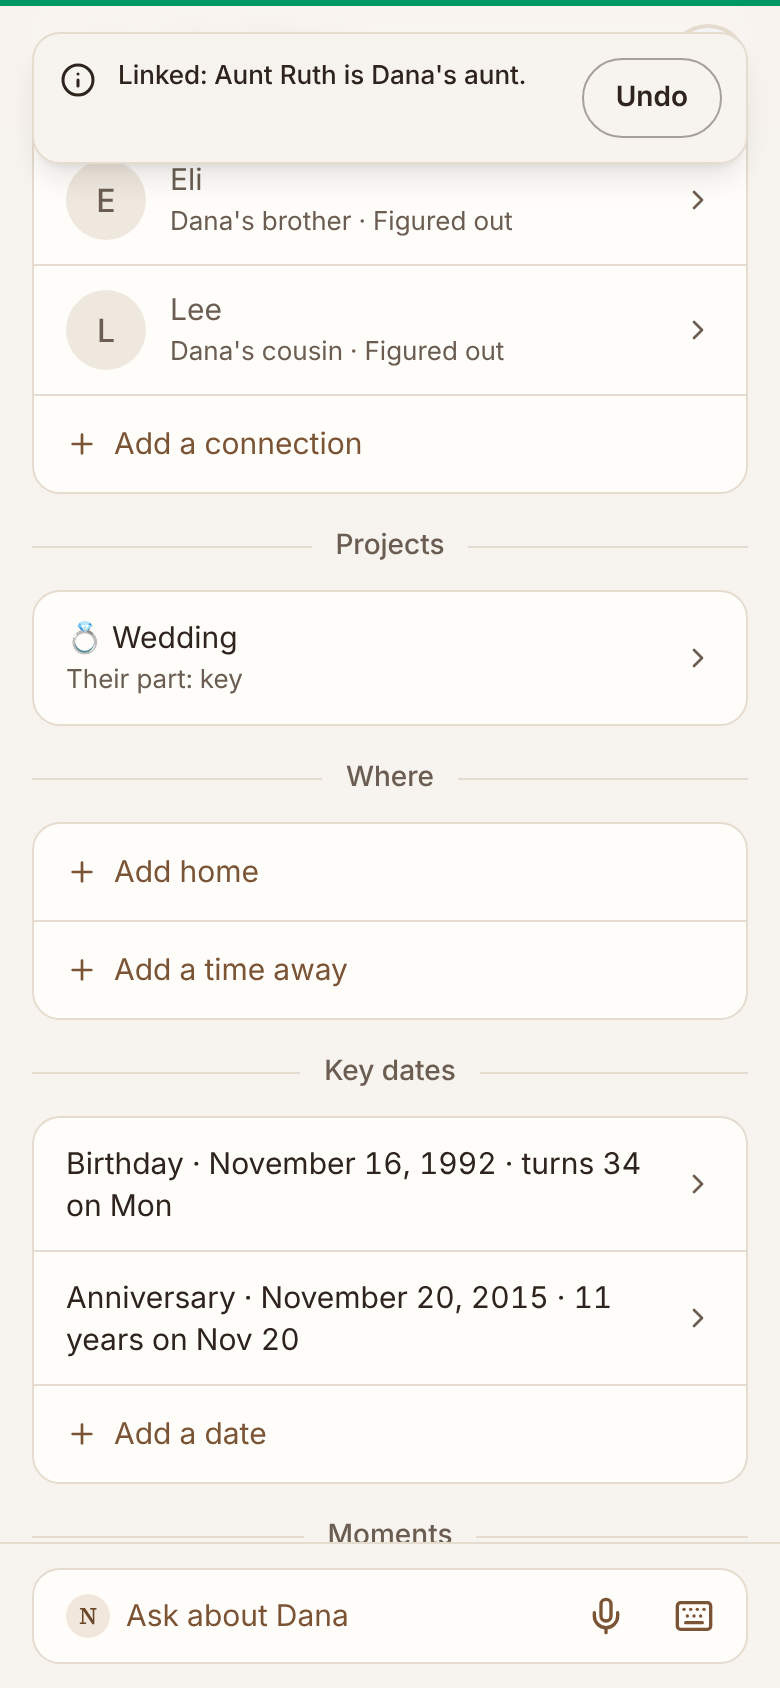 Linked: Aunt Ruth is Dana's aunt.
Undo
E
Eli
Dana's brother · Figured out
L
Lee
Dana's cousin · Figured out
+ Add a connection
Projects
💍 Wedding
Their part: key
Where
+ Add home
+ Add a time away
Key dates
Birthday · November 16, 1992 · turns 34
on Mon
Anniversary · November 20, 2015 · 11
years on Nov 20
+ Add a date
Moments
N
Ask about Dana